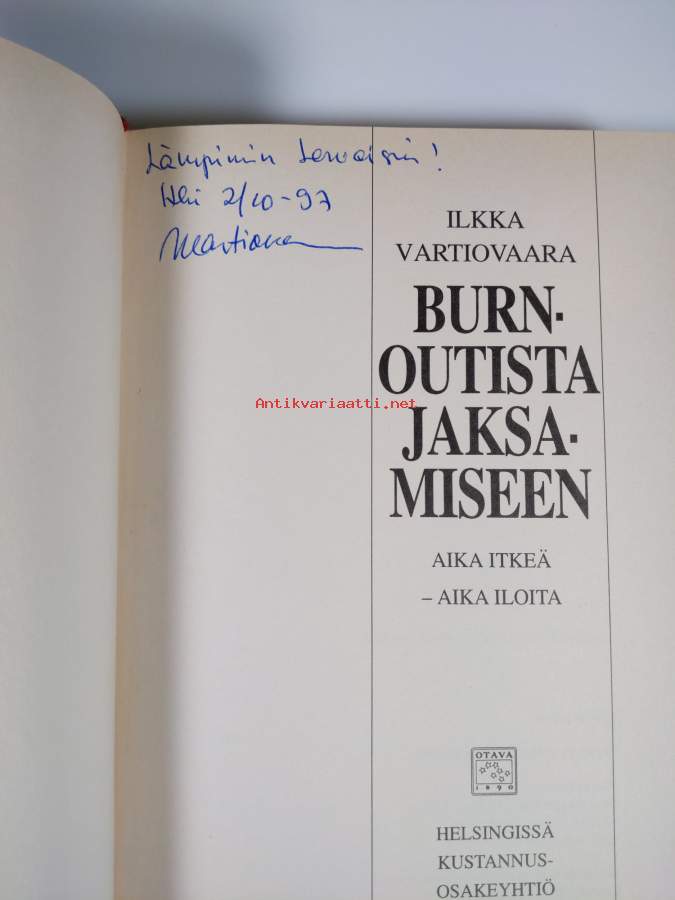 Lämpimin terveisin!
Hki 2/10-97
ILKKA
VARTIOVAARA
BURN-
OUTISTA
JAKSA-
MISEEN
Antikvariaatti.net
AIKA ITKEÄ
– AIKA ILOITA
OTAVA
1890
HELSINGISSÄ
KUSTANNUS-
OSAKEYHTIÖ